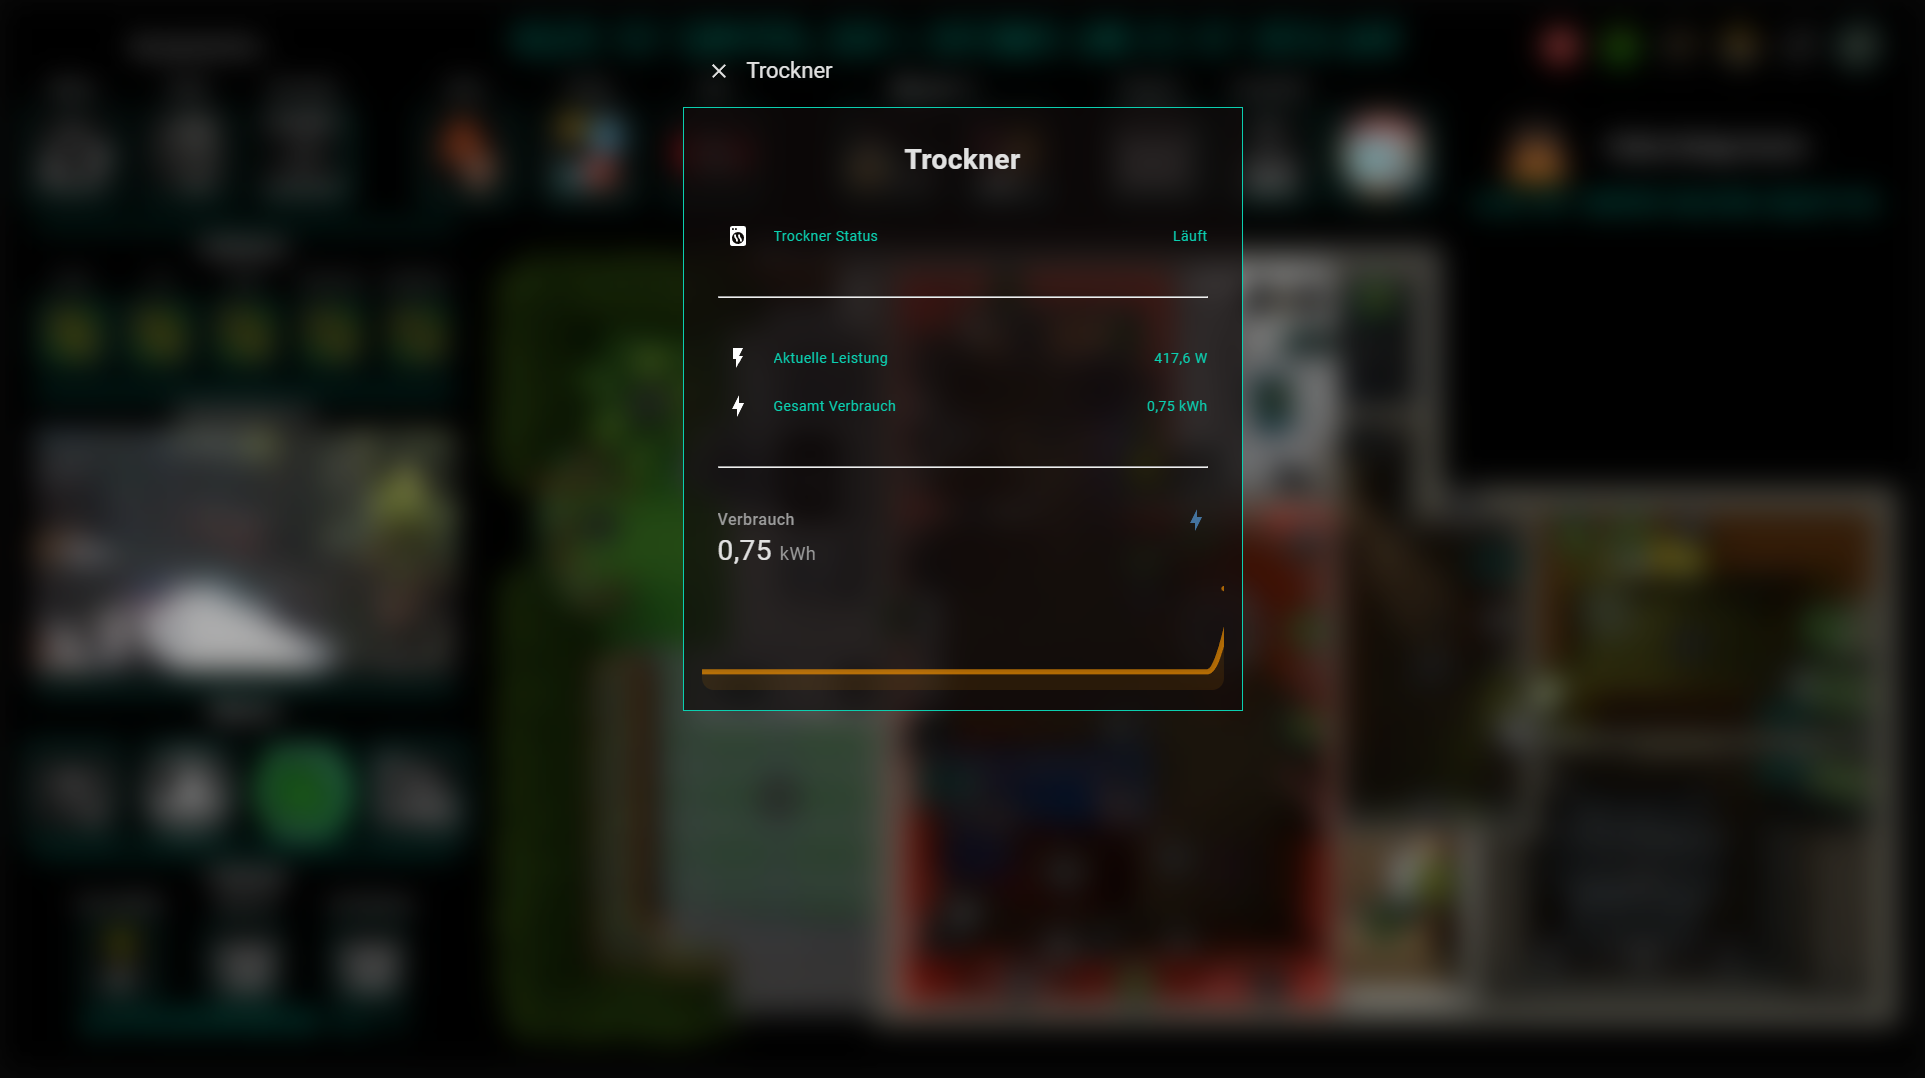 Trockner
Trockner
Trockner Status Läuft
Aktuelle Leistung 417,6 W
Gesamt Verbrauch 0,75 kWh
Verbrauch
0,75 kWh